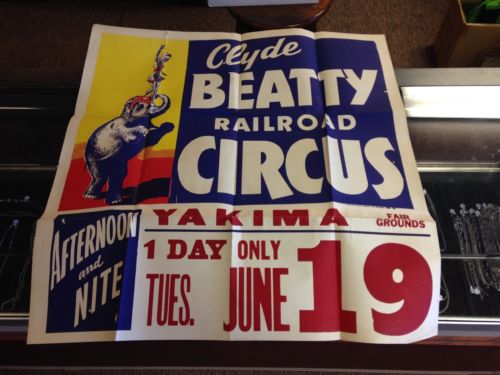 Clyde
BEATTY
RAILROAD
CIRCUS
YAKIMA FAIR GROUNDS
AFTERNOON
and
NITE
1 DAY ONLY
TUES. JUNE 19